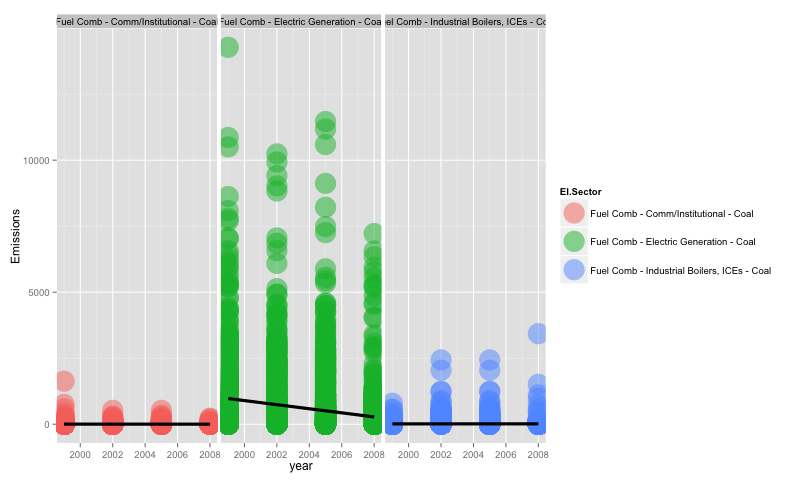 Fuel Comb - Comm/Institutional - Coal
Fuel Comb - Electric Generation - Coal
el Comb - Industrial Boilers, ICEs - Co
Emissions
10000
5000
0
2000 2002 2004 2006 2008
2000 2002 2004 2006 2008
2000 2002 2004 2006 2008
year
EI.Sector
Fuel Comb - Comm/Institutional - Coal
Fuel Comb - Electric Generation - Coal
Fuel Comb - Industrial Boilers, ICEs - Coal